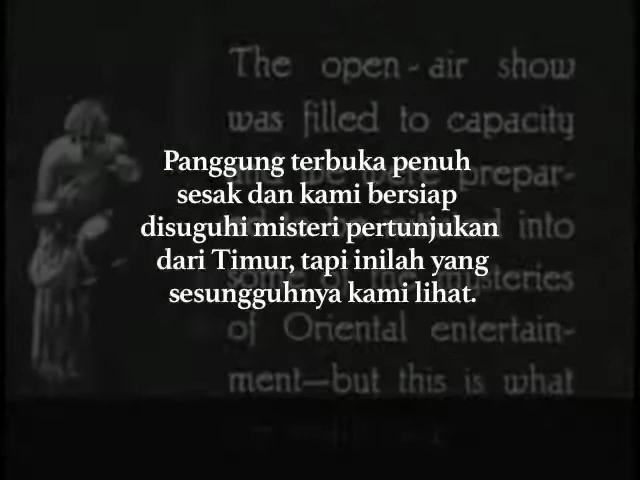 The open-air show
was filled to capacity
Panggung terbuka penuh
prepar-
sesak dan kami bersiap
disuguhi misteri pertunjukan
into
dari Timur, tapi inilah yang
mysteries
sesungguhnya kami lihat.
of Oriental entertain-
ment—but this is what